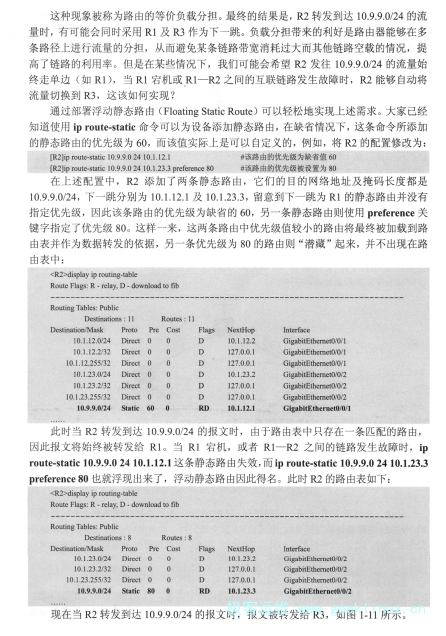 这种现象被称为路由的等价负载分担。最终的结果是，R2 转发到达 10.9.9.0/24 的流
量时，有可能会同时采用 R1 及 R3 作为下一跳。负载分担带来的利好是路由器能够在多
条路径上进行流量的分担，从而避免某条链路带宽消耗过大而其他链路空载的情况，提
高了链路的利用率。但是在某些情况下，我们可能会希望 R2 发往 10.9.9.0/24 的流量始
终走单边（如 R1），当 R1 宕机或 R1—R2 之间的互联链路发生故障时，R2 能够自动将
流量切换到 R3，这该如何实现？
通过部署浮动静态路由（Floating Static Route）可以轻松地实现上述需求。大家已经
知道使用 ip route-static 命令可以为设备添加静态路由，在缺省情况下，这条命令所添加
的静态路由的优先级为 60，而该值实际上是可以自定义的，例如，将 R2 的配置修改为：
[R2]ip route-static 10.9.9.0 24 10.1.12.1 #该路由的优先级为缺省值 60
[R2]ip route-static 10.9.9.0 24 10.1.23.3 preference 80 #该路由的优先级被设置为 80
在上述配置中，R2 添加了两条静态路由，它们的目的网络地址及掩码长度都是
10.9.9.0/24，下一跳分别为 10.1.12.1 及 10.1.23.3，留意到下一跳为 R1 的静态路由并没有
指定优先级，因此该条路由的优先级为缺省的 60，另一条静态路由则使用 preference 关
键字指定了优先级 80。这样一来，这两条路由中优先级值较小的路由将最终被加载到路
由表并作为数据转发的依据，另一条优先级为 80 的路由则“潜藏”起来，并不出现在路
由表中：
<R2>display ip routing-table
Route Flags: R - relay, D - download to fib
------------------------------------------------------------------------------
Routing Tables: Public
Destinations : 11 Routes : 11
Destination/Mask Proto Pre Cost Flags NextHop Interface
10.1.12.0/24 Direct 0 0 D 10.1.12.2 GigabitEthernet0/0/1
10.1.12.2/32 Direct 0 0 D 127.0.0.1 GigabitEthernet0/0/1
10.1.12.255/32 Direct 0 0 D 127.0.0.1 GigabitEthernet0/0/1
10.1.23.0/24 Direct 0 0 D 10.1.23.2 GigabitEthernet0/0/2
10.1.23.2/32 Direct 0 0 D 127.0.0.1 GigabitEthernet0/0/2
10.1.23.255/32 Direct 0 0 D 127.0.0.1 GigabitEthernet0/0/2
10.9.9.0/24 Static 60 0 RD 10.1.12.1 GigabitEthernet0/0/1
……
此时当 R2 转发到达 10.9.9.0/24 的报文时，由于路由表中只存在一条匹配的路由，
因此报文将始终被转发给 R1。当 R1 宕机，或者 R1—R2 之间的链路发生故障时，ip
route-static 10.9.9.0 24 10.1.12.1 这条静态路由失效，而 ip route-static 10.9.9.0 24 10.1.23.3
preference 80 也就浮现出来了，浮动静态路由因此得名。此时 R2 的路由表如下：
<R2>display ip routing-table
Route Flags: R - relay, D - download to fib
------------------------------------------------------------------------------
Routing Tables: Public
Destinations : 8 Routes : 8
Destination/Mask Proto Pre Cost Flags NextHop Interface
10.1.23.0/24 Direct 0 0 D 10.1.23.2 GigabitEthernet0/0/2
10.1.23.2/32 Direct 0 0 D 127.0.0.1 GigabitEthernet0/0/2
10.1.23.255/32 Direct 0 0 D 127.0.0.1 GigabitEthernet0/0/2
10.9.9.0/24 Static 80 0 RD 10.1.23.3 GigabitEthernet0/0/2
……
现在当 R2 转发到达 10.9.9.0/24 的报文时，报文被转发给 R3，如图 1-11 所示。